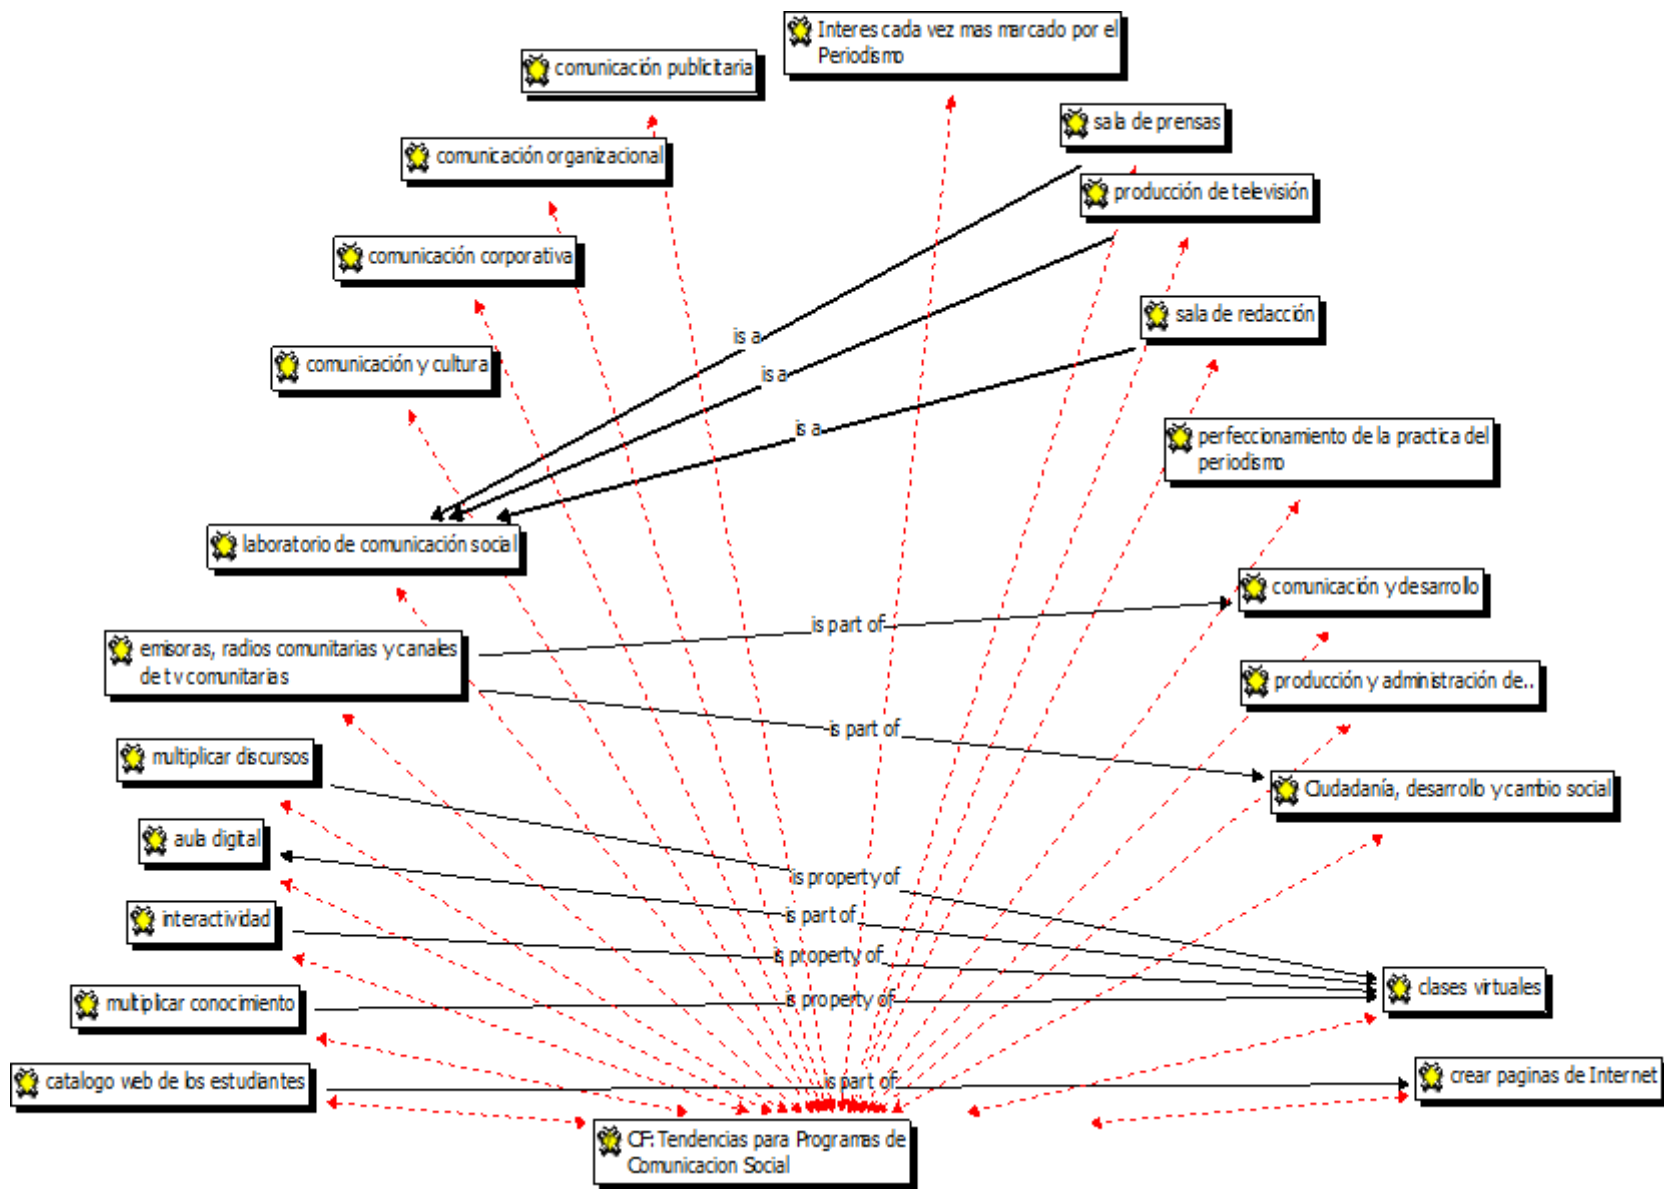 Interes cada vez mas marcado por el
Periodismo
comunicación publicitaria
sala de prensas
comunicación organizacional
producción de televisión
comunicación corporativa
sala de redacción
is a
comunicación y cultura
is a
is a
perfeccionamiento de la practica del
periodismo
laboratorio de comunicación social
comunicación y desarrollo
is part of
emisoras, radios comunitarias y canales
de tv comunitarias
producción y administración de..
is part of
multiplicar discursos
Ciudadanía, desarrollo y cambio social
aula digital
is property of
is part of
interactividad
is property of
clases virtuales
multiplicar conocimiento
is property of
catalogo web de los estudiantes
is part of
crear paginas de Internet
CF: Tendencias para Programas de
Comunicacion Social